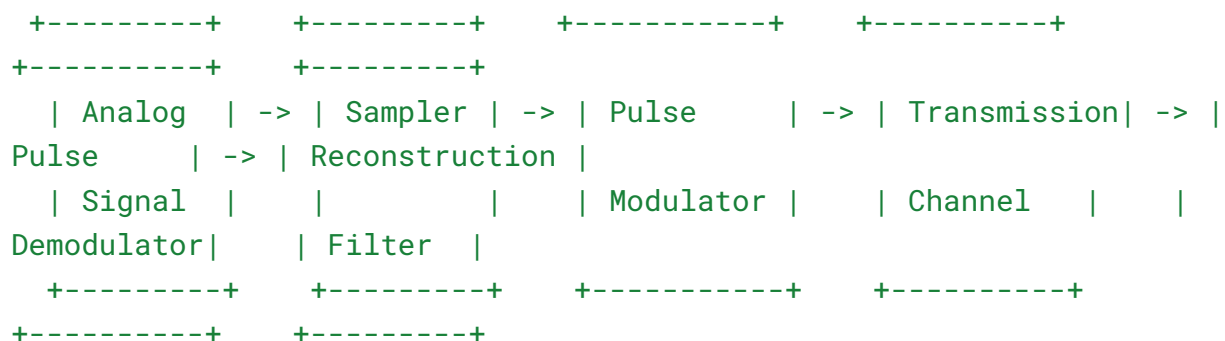 +---------+    +---------+    +-----------+    +----------+
+----------+    +---------+
| Analog  | -> | Sampler | -> | Pulse     | -> | Transmission| -> |
Pulse     | -> | Reconstruction |
| Signal  |    |         |    | Modulator |    | Channel   |    |
Demodulator|    | Filter  |
+---------+    +---------+    +-----------+    +----------+
+----------+    +---------+